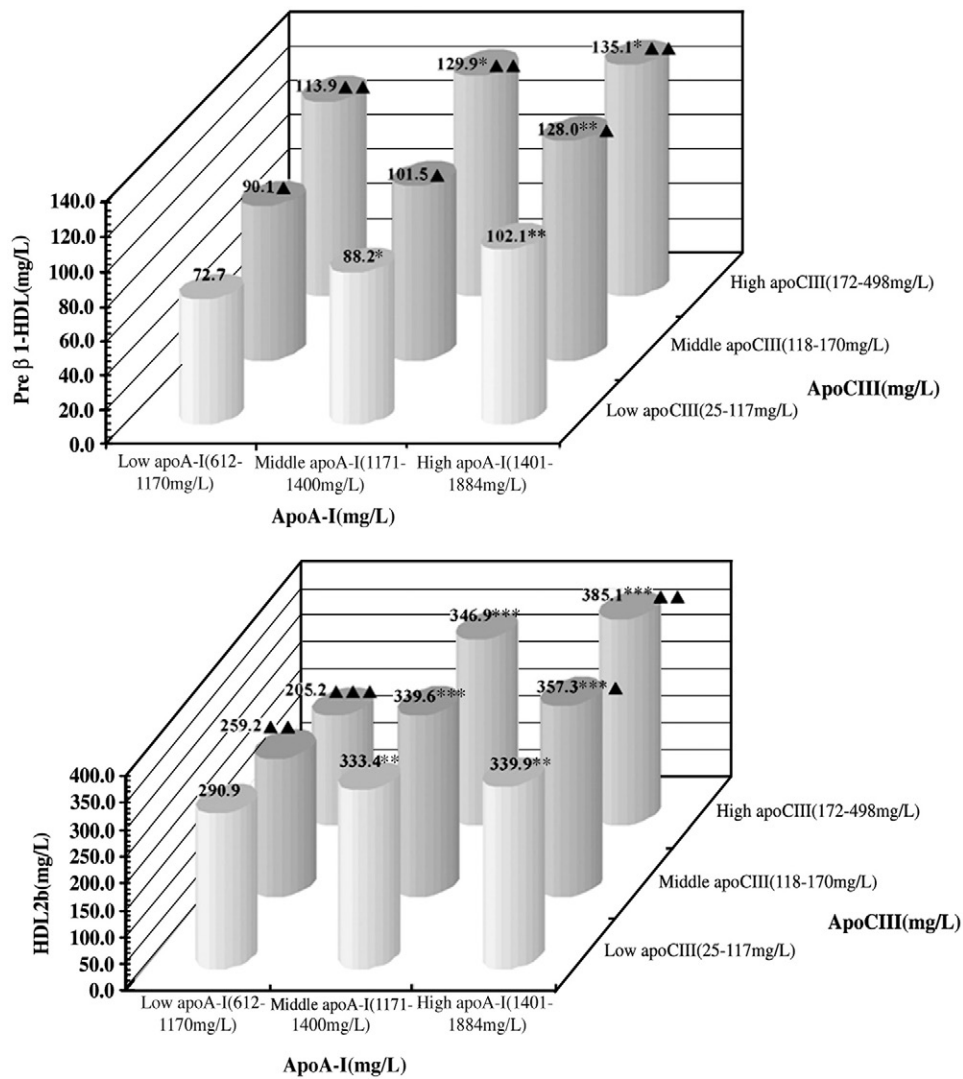 135.1*▲▲
129.9*▲▲
113.9▲▲
128.0**▲
101.5▲
90.1▲
140.0
120.0
102.1**
100.0
88.2*
72.7
80.0
60.0
40.0
20.0
0.0
Pre β 1-HDL(mg/L)
High apoCIII(172-498mg/L)
Middle apoCIII(118-170mg/L)
ApoCIII(mg/L)
Low apoCIII(25-117mg/L)
Low apoA-I(612-
1170mg/L)
Middle apoA-I(1171-
1400mg/L)
High apoA-I(1401-
1884mg/L)
ApoA-I(mg/L)
385.1***▲▲
346.9***
205.2▲▲▲
339.6***
357.3***▲
259.2▲▲
333.4**
339.9**
290.9
400.0
350.0
300.0
250.0
200.0
150.0
100.0
50.0
0.0
HDL2b(mg/L)
High apoCIII(172-498mg/L)
Middle apoCIII(118-170mg/L)
ApoCIII(mg/L)
Low apoCIII(25-117mg/L)
Low apoA-I(612-
1170mg/L)
Middle apoA-I(1171-
1400mg/L)
High apoA-I(1401-
1884mg/L)
ApoA-I(mg/L)